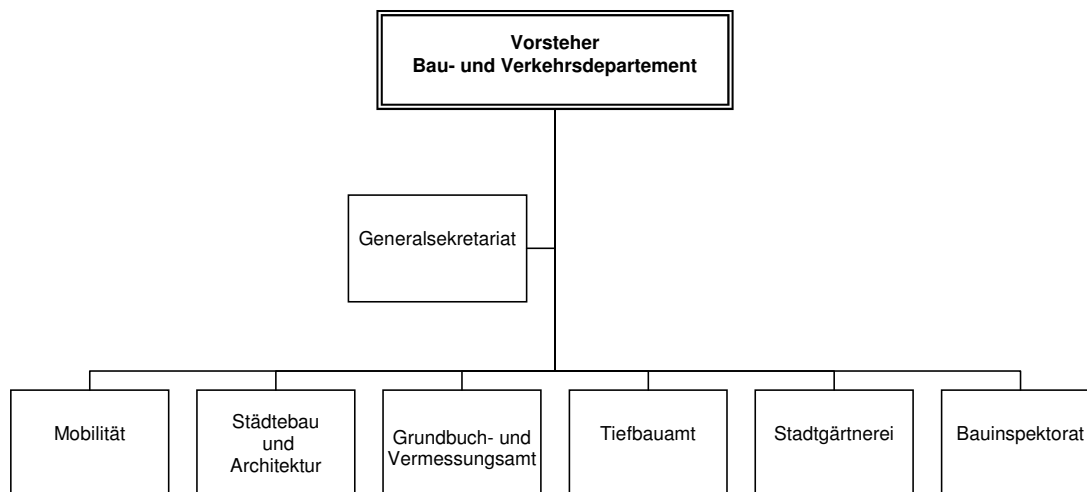 Vorsteher
Bau- und Verkehrsdepartement
Generalsekretariat
Mobilität
Städtebau
und
Architektur
Grundbuch- und
Vermessungsamt
Tiefbauamt
Stadtgärtnerei
Bauinspektorat